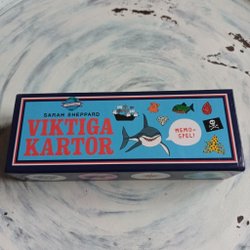 SARAH SHEPPARD
VIKTIGA
KARTOR
MEMO-
SPEL!